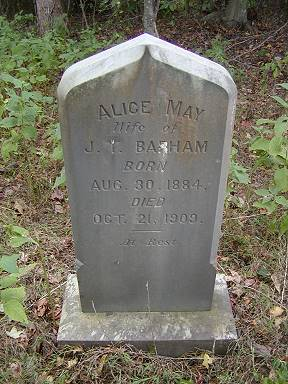 ALICE MAY
Wife of
J. T. BARHAM
BORN
AUG. 30. 1884.
DIED
OCT. 21, 1909.
At Rest